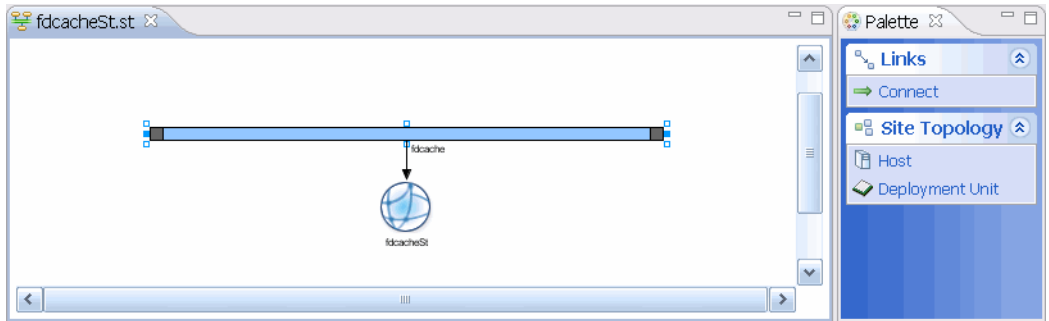 fdcacheSt.st
fdcache
fdcacheSt
Palette
Links
Connect
Site Topology
Host
Deployment Unit